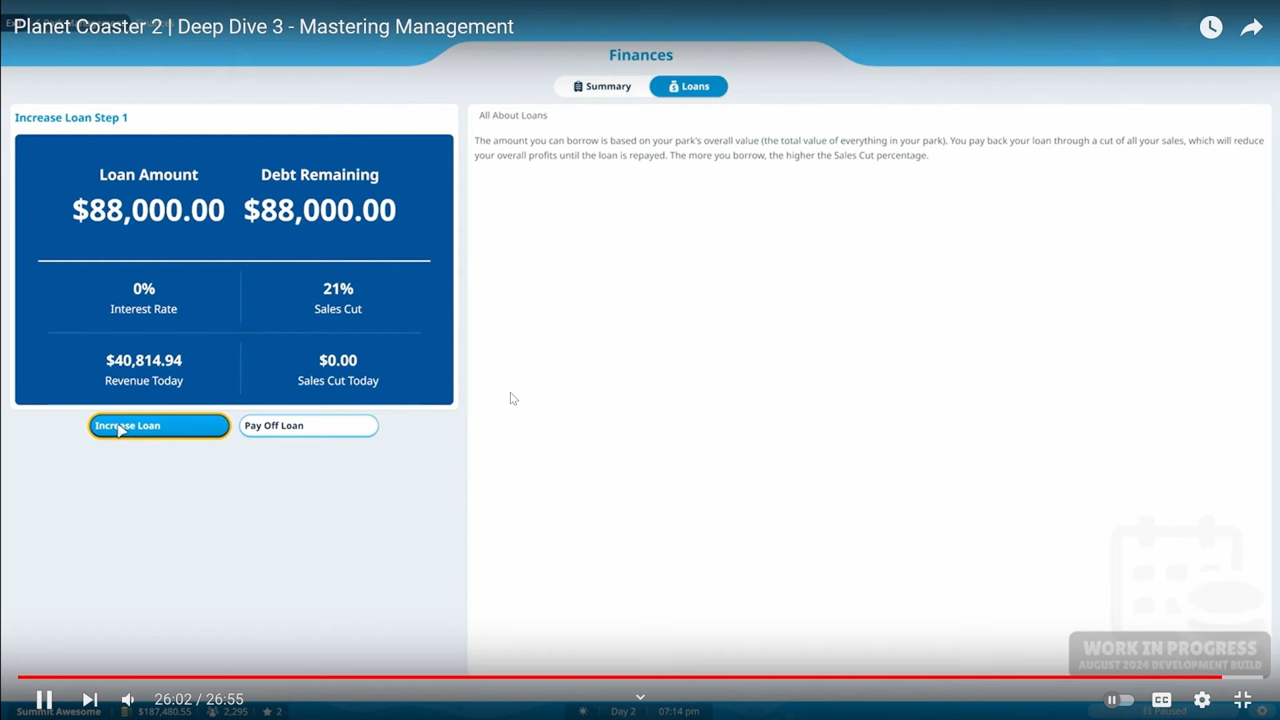 Planet Coaster 2 | Deep Dive 3 - Mastering Management
Finances
Summary
Loans
Increase Loan Step 1
Loan Amount
Debt Remaining
$88,000.00
$88,000.00
0%
Interest Rate
21%
Sales Cut
$40,814.94
Revenue Today
$0.00
Sales Cut Today
Increase Loan
Pay Off Loan
All About Loans
The amount you can borrow is based on your park's overall value (the total value of everything in your park). You pay back your loan through a cut of all your sales, which will reduce
your overall profits until the loan is repayed. The more you borrow, the higher the Sales Cut percentage.
WORK IN PROGRESS
AUGUST 2024 DEVELOPMENT BUILD
26:02 / 26:55
CC
Summit Awesome
$187,480.55
2,295
2
Day 2
07:14 pm
Paused